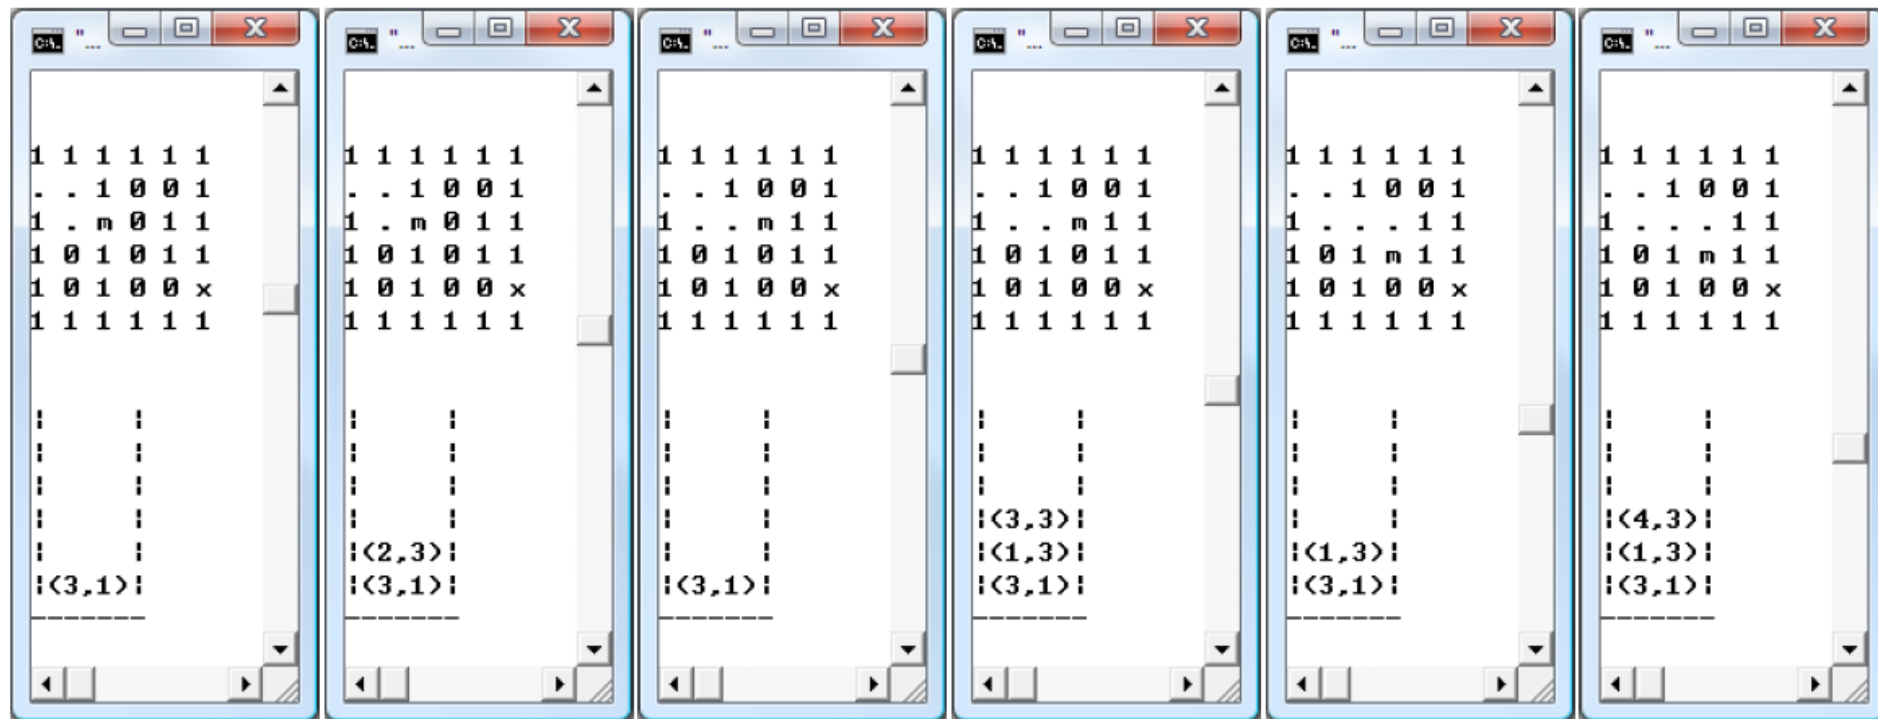 C:\. "...
1 1 1 1 1 1
. . 1 0 0 1
1 . m 0 1 1
1 0 1 0 1 1
1 0 1 0 0 x
1 1 1 1 1 1
|       |
|       |
|       |
|       |
|       |
|(3,1)|
-------
C:\. "...
1 1 1 1 1 1
. . 1 0 0 1
1 . m 0 1 1
1 0 1 0 1 1
1 0 1 0 0 x
1 1 1 1 1 1
|       |
|       |
|       |
|       |
|(2,3)|
|(3,1)|
-------
C:\. "...
1 1 1 1 1 1
. . 1 0 0 1
1 . . m 1 1
1 0 1 0 1 1
1 0 1 0 0 x
1 1 1 1 1 1
|       |
|       |
|       |
|       |
|       |
|(3,1)|
-------
C:\. "...
1 1 1 1 1 1
. . 1 0 0 1
1 . . m 1 1
1 0 1 0 1 1
1 0 1 0 0 x
1 1 1 1 1 1
|       |
|       |
|       |
|(3,3)|
|(1,3)|
|(3,1)|
-------
C:\. "...
1 1 1 1 1 1
. . 1 0 0 1
1 . . . 1 1
1 0 1 m 1 1
1 0 1 0 0 x
1 1 1 1 1 1
|       |
|       |
|       |
|       |
|(1,3)|
|(3,1)|
-------
C:\. "...
1 1 1 1 1 1
. . 1 0 0 1
1 . . . 1 1
1 0 1 m 1 1
1 0 1 0 0 x
1 1 1 1 1 1
|       |
|       |
|       |
|(4,3)|
|(1,3)|
|(3,1)|
-------